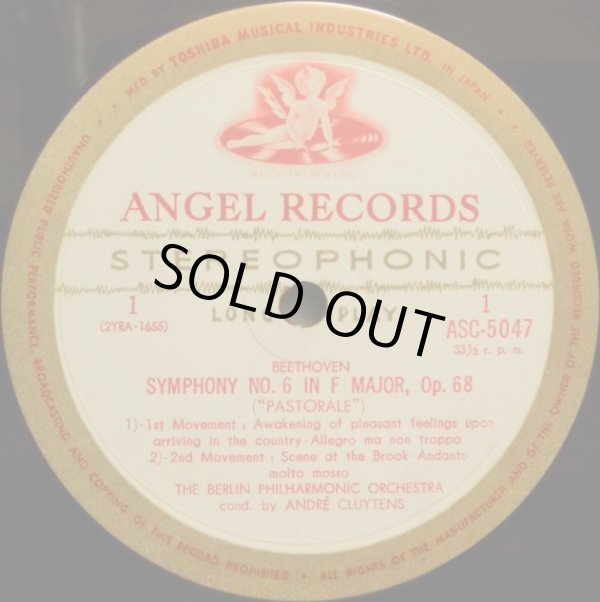 MFD. BY TOSHIBA MUSICAL INDUSTRIES LTD. IN JAPAN
ANGEL RECORDS
STEREOPHONIC
LONG PLAY
1
(2YRA-1655)
1
ASC-5047
33⅓ r. p. m.
SOLD OUT
BEETHOVEN
SYMPHONY NO. 6 IN F MAJOR, Op. 68
("PASTORALE")
1)-1st Movement : Awakening of pleasant feelings upon
arriving in the country-Allegro ma non troppo
2)-2nd Movement : Scene at the Brook-Andante
molto mosso
THE BERLIN PHILHARMONIC ORCHESTRA
cond. by ANDRÉ CLUYTENS
UNAUTHORIZED PUBLIC PERFORMANCE, BROADCASTING AND COPYING OF THIS RECORD PROHIBITED • ALL RIGHTS OF THE MANUFACTURER AND OF THE OWNER OF THE RECORDED WORK ARE RESERVED